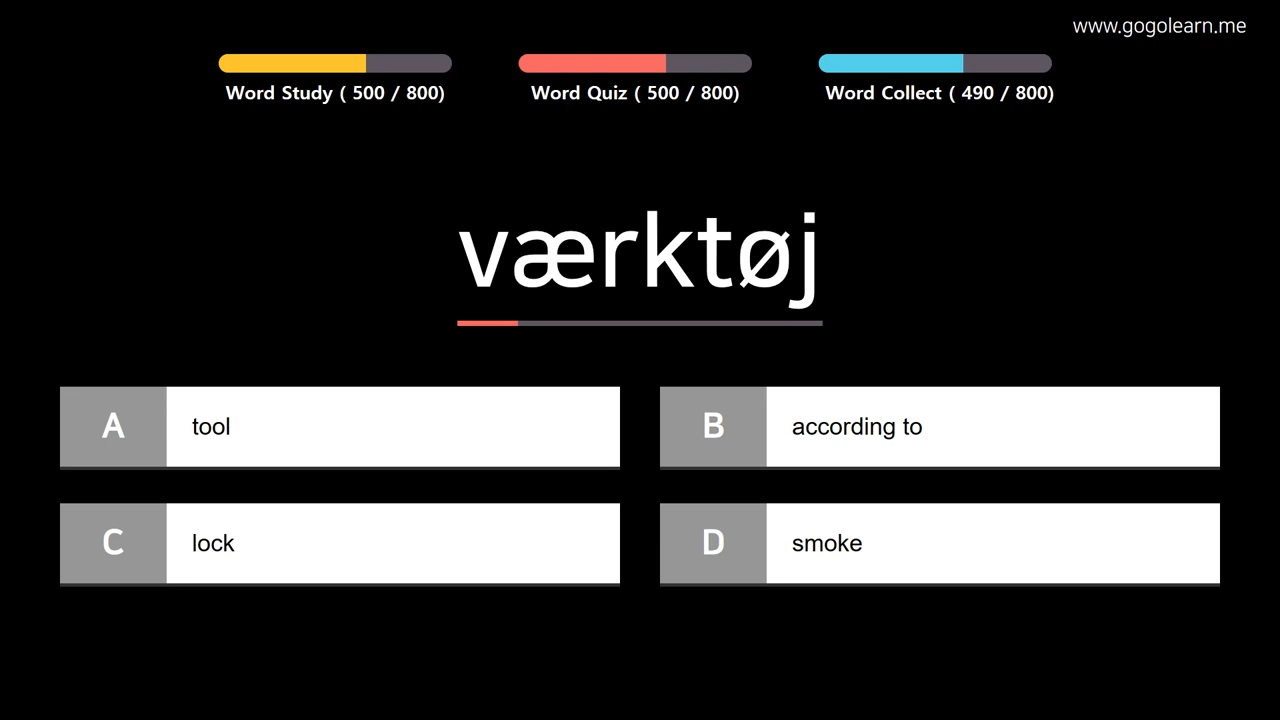 www.gogolearn.me
Word Study ( 500 / 800)
Word Quiz ( 500 / 800)
Word Collect ( 490 / 800)
værktøj
A tool
B according to
C lock
D smoke